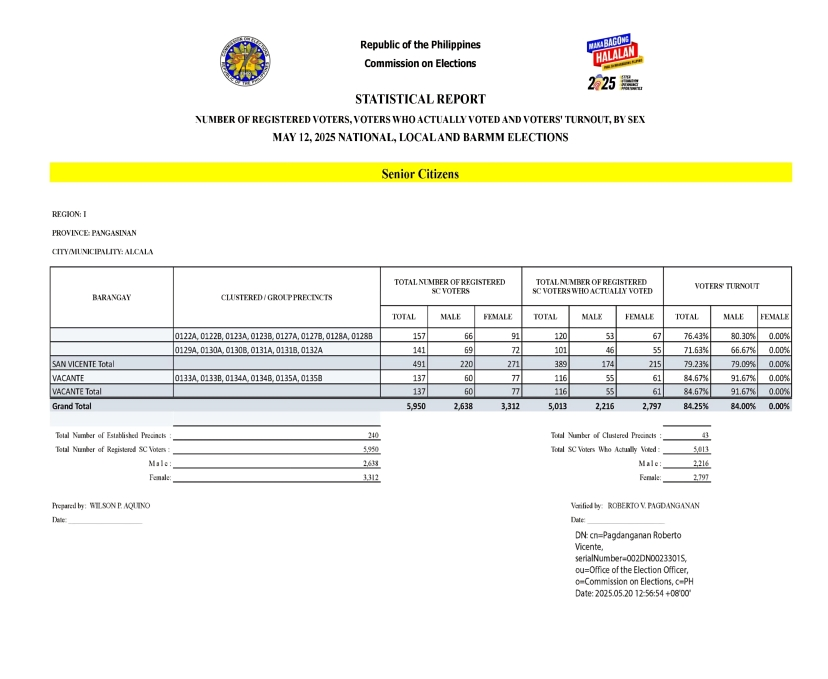 Republic of the Philippines
Commission on Elections
MAKABAGONG
HALALAN
2025
STATISTICAL REPORT
NUMBER OF REGISTERED VOTERS, VOTERS WHO ACTUALLY VOTED AND VOTERS' TURNOUT, BY SEX
MAY 12, 2025 NATIONAL, LOCAL AND BARMM ELECTIONS
Senior Citizens
REGION: I
PROVINCE: PANGASINAN
CITY/MUNICIPALITY: ALCALA
BARANGAY CLUSTERED / GROUP PRECINCTS TOTAL NUMBER OF REGISTERED SC VOTERS TOTAL NUMBER OF REGISTERED SC VOTERS WHO ACTUALLY VOTED VOTERS' TURNOUT
TOTAL MALE FEMALE TOTAL MALE FEMALE TOTAL MALE FEMALE
0122A, 0122B, 0123A, 0123B, 0127A, 0127B, 0128A, 0128B 157 66 91 120 53 67 76.43% 80.30% 0.00%
0129A, 0130A, 0130B, 0131A, 0131B, 0132A 141 69 72 101 46 55 71.63% 66.67% 0.00%
SAN VICENTE Total 491 220 271 389 174 215 79.23% 79.09% 0.00%
VACANTE 0133A, 0133B, 0134A, 0134B, 0135A, 0135B 137 60 77 116 55 61 84.67% 91.67% 0.00%
VACANTE Total 137 60 77 116 55 61 84.67% 91.67% 0.00%
Grand Total 5,950 2,638 3,312 5,013 2,216 2,797 84.25% 84.00% 0.00%
Total Number of Established Precincts : 240 Total Number of Clustered Precincts : 43
Total Number of Registered SC Voters : 5,950 Total SC Voters Who Actually Voted : 5,013
Male : 2,638 Male : 2,216
Female: 3,312 Female: 2,797
Prepared by: WILSON P. AQUINO Verified by: ROBERTO V. PAGDANGANAN
Date: Date:
DN: cn=Pagdanganan Roberto
Vicente,
serialNumber=002DN0023301S,
ou=Office of the Election Officer,
o=Commission on Elections, c=PH
Date: 2025.05.20 12:56:54 +08'00'